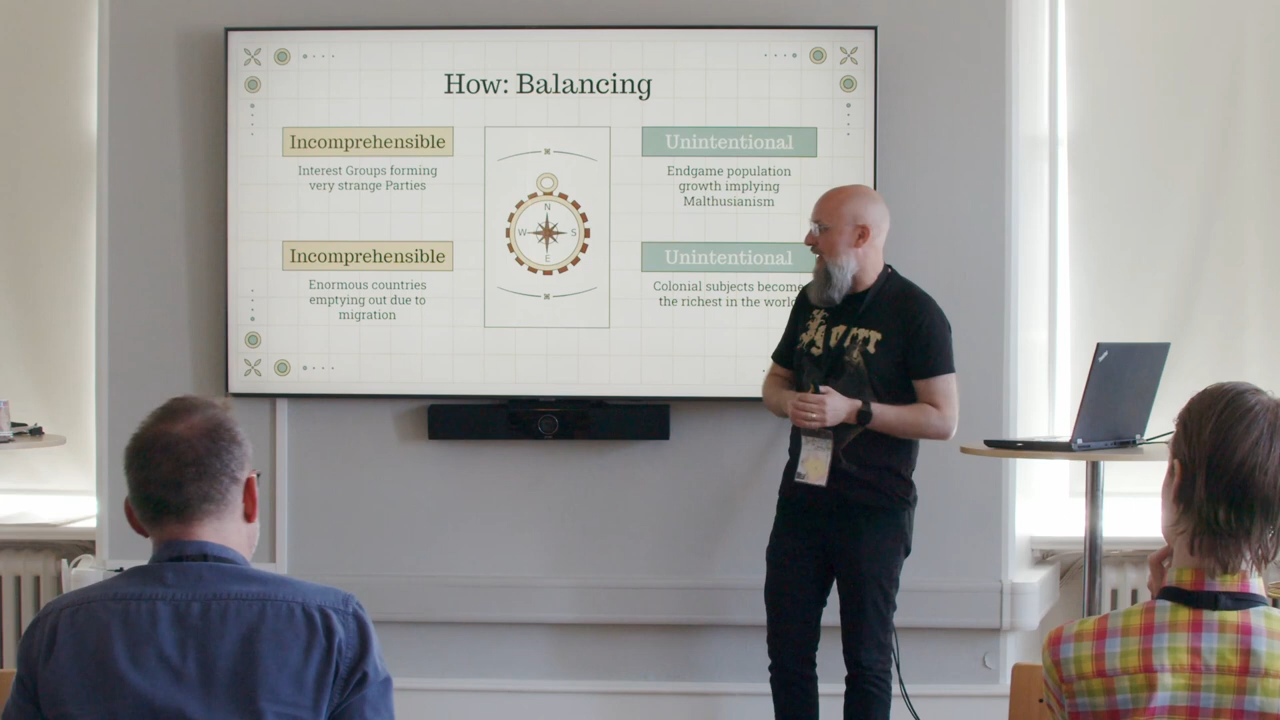 How: Balancing
Incomprehensible
Interest Groups forming
very strange Parties
Incomprehensible
Enormous countries
emptying out due to
migration
N
W
S
E
Unintentional
Endgame population
growth implying
Malthusianism
Unintentional
Colonial subjects become
the richest in the world